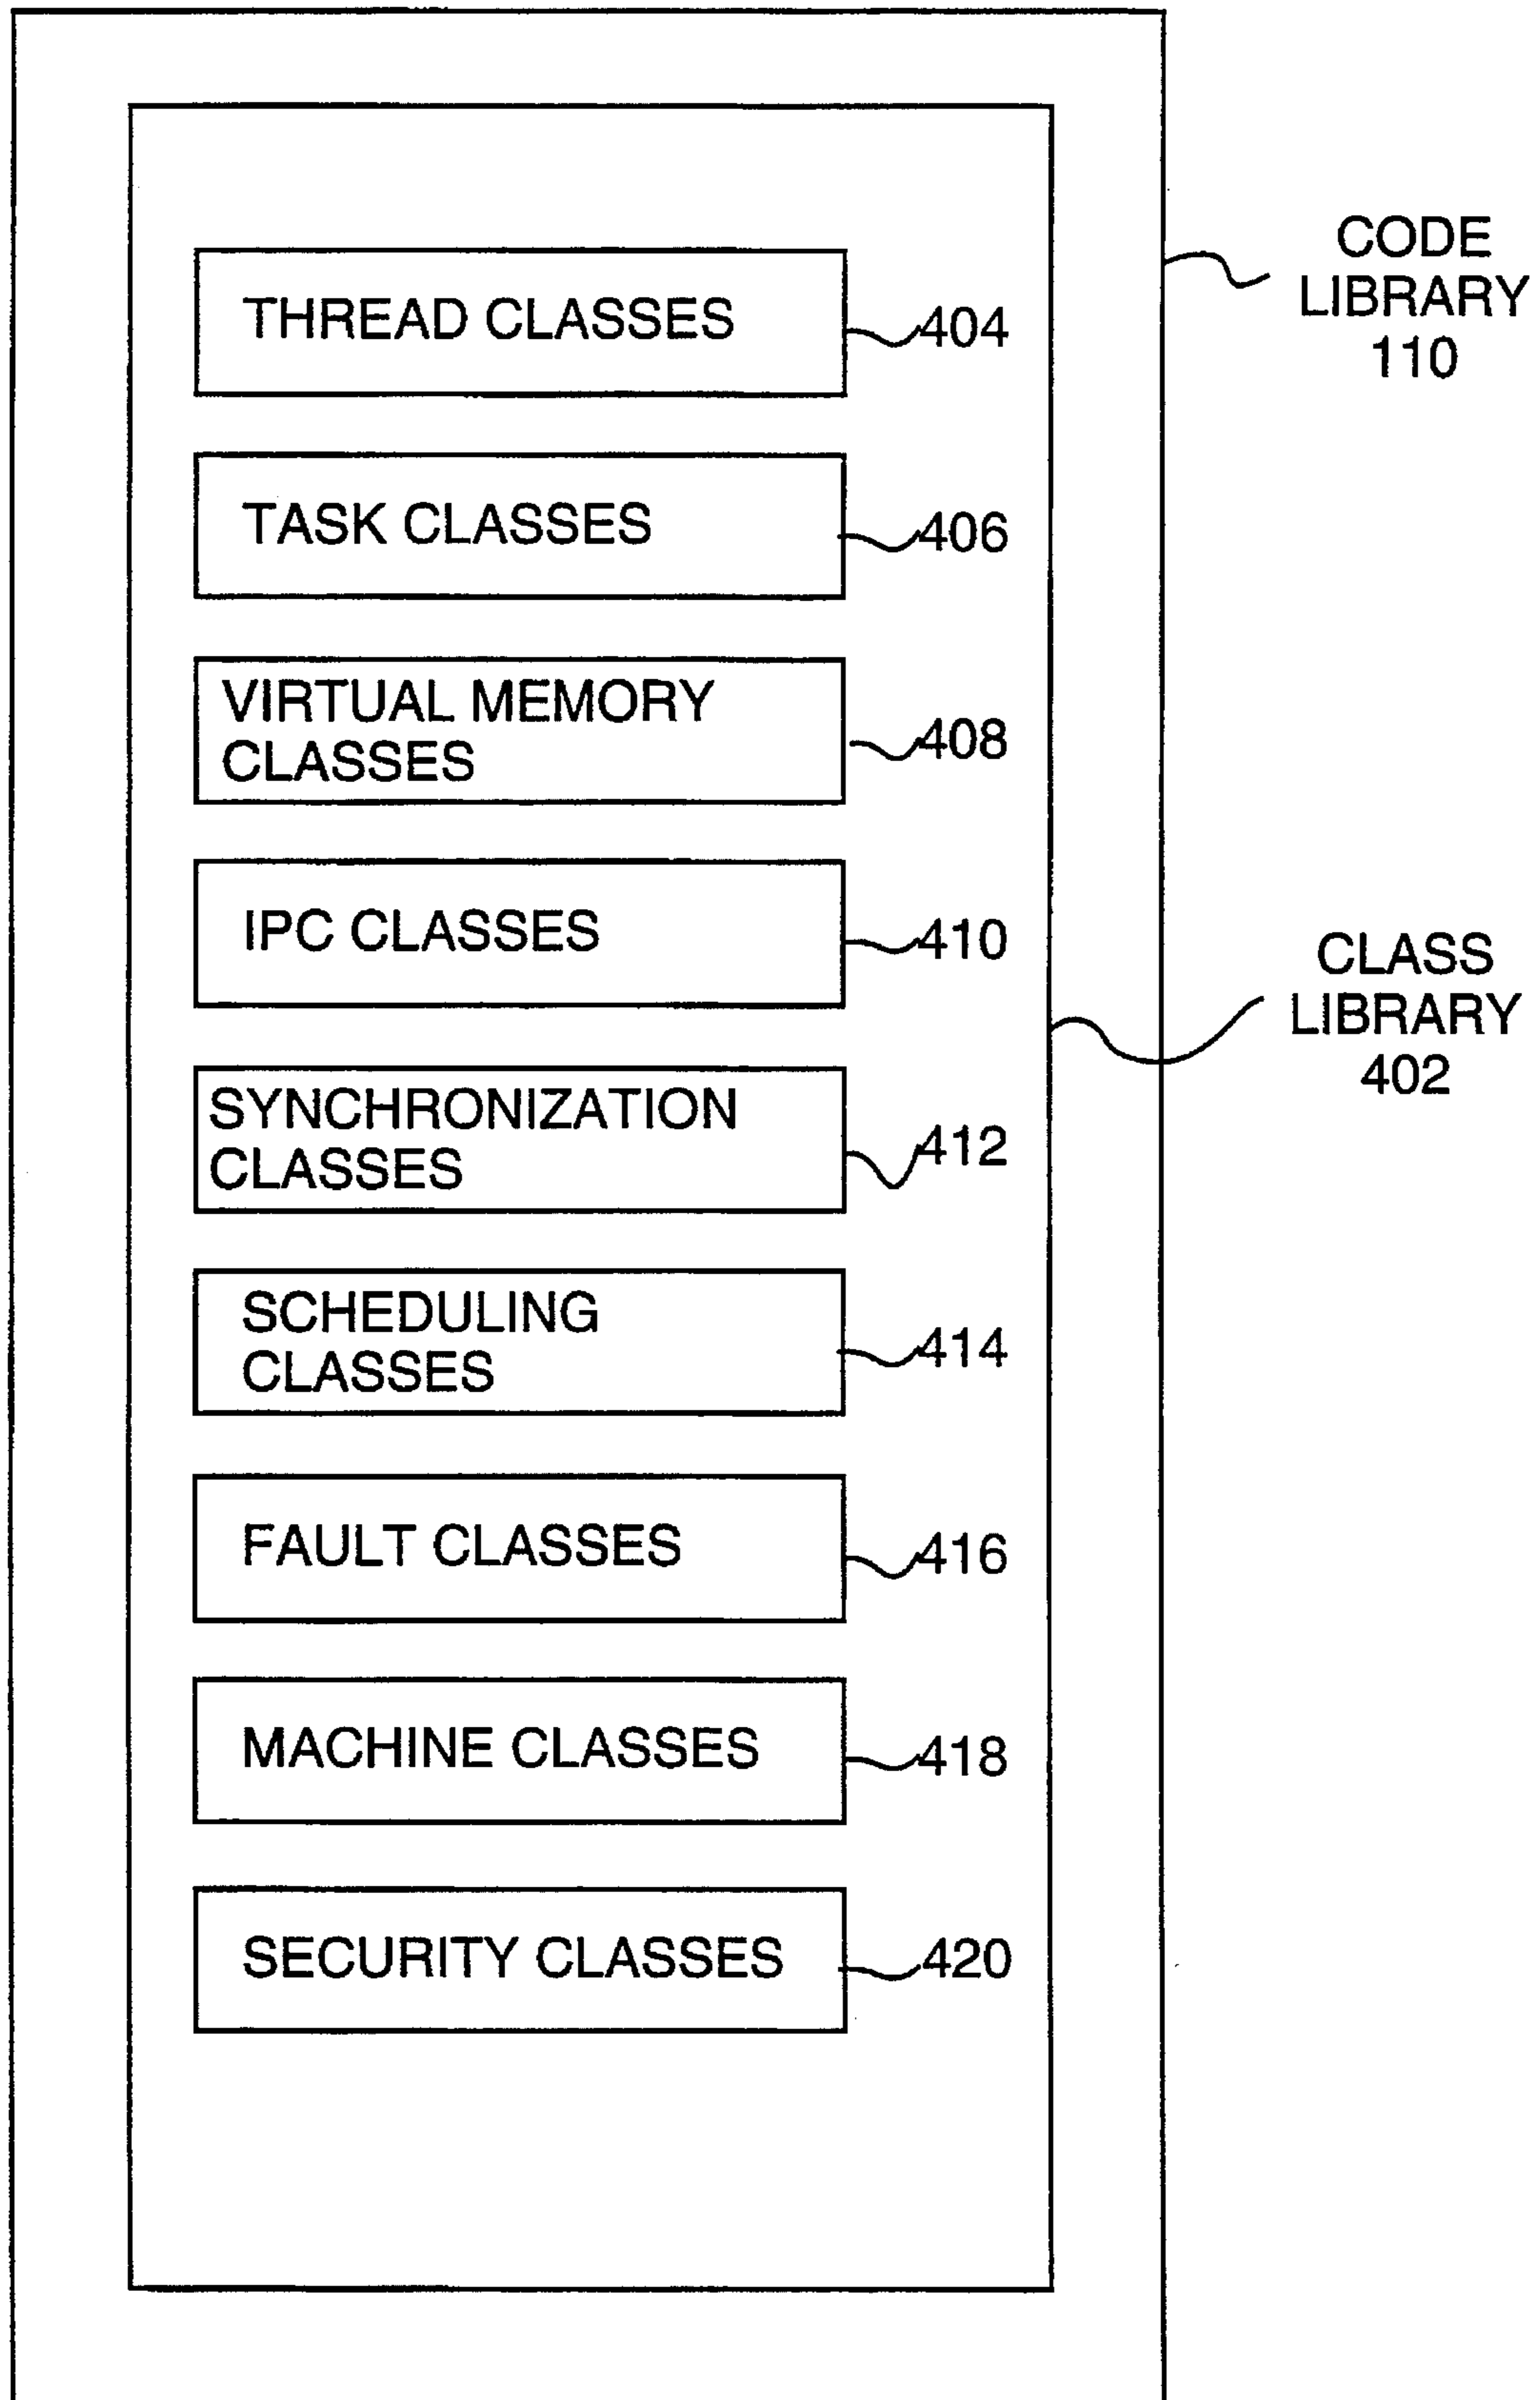 THREAD CLASSES
404
TASK CLASSES
406
VIRTUAL MEMORY
CLASSES
408
IPC CLASSES
410
SYNCHRONIZATION
CLASSES
412
SCHEDULING
CLASSES
414
FAULT CLASSES
416
MACHINE CLASSES
418
SECURITY CLASSES
420
CODE
LIBRARY
110
CLASS
LIBRARY
402